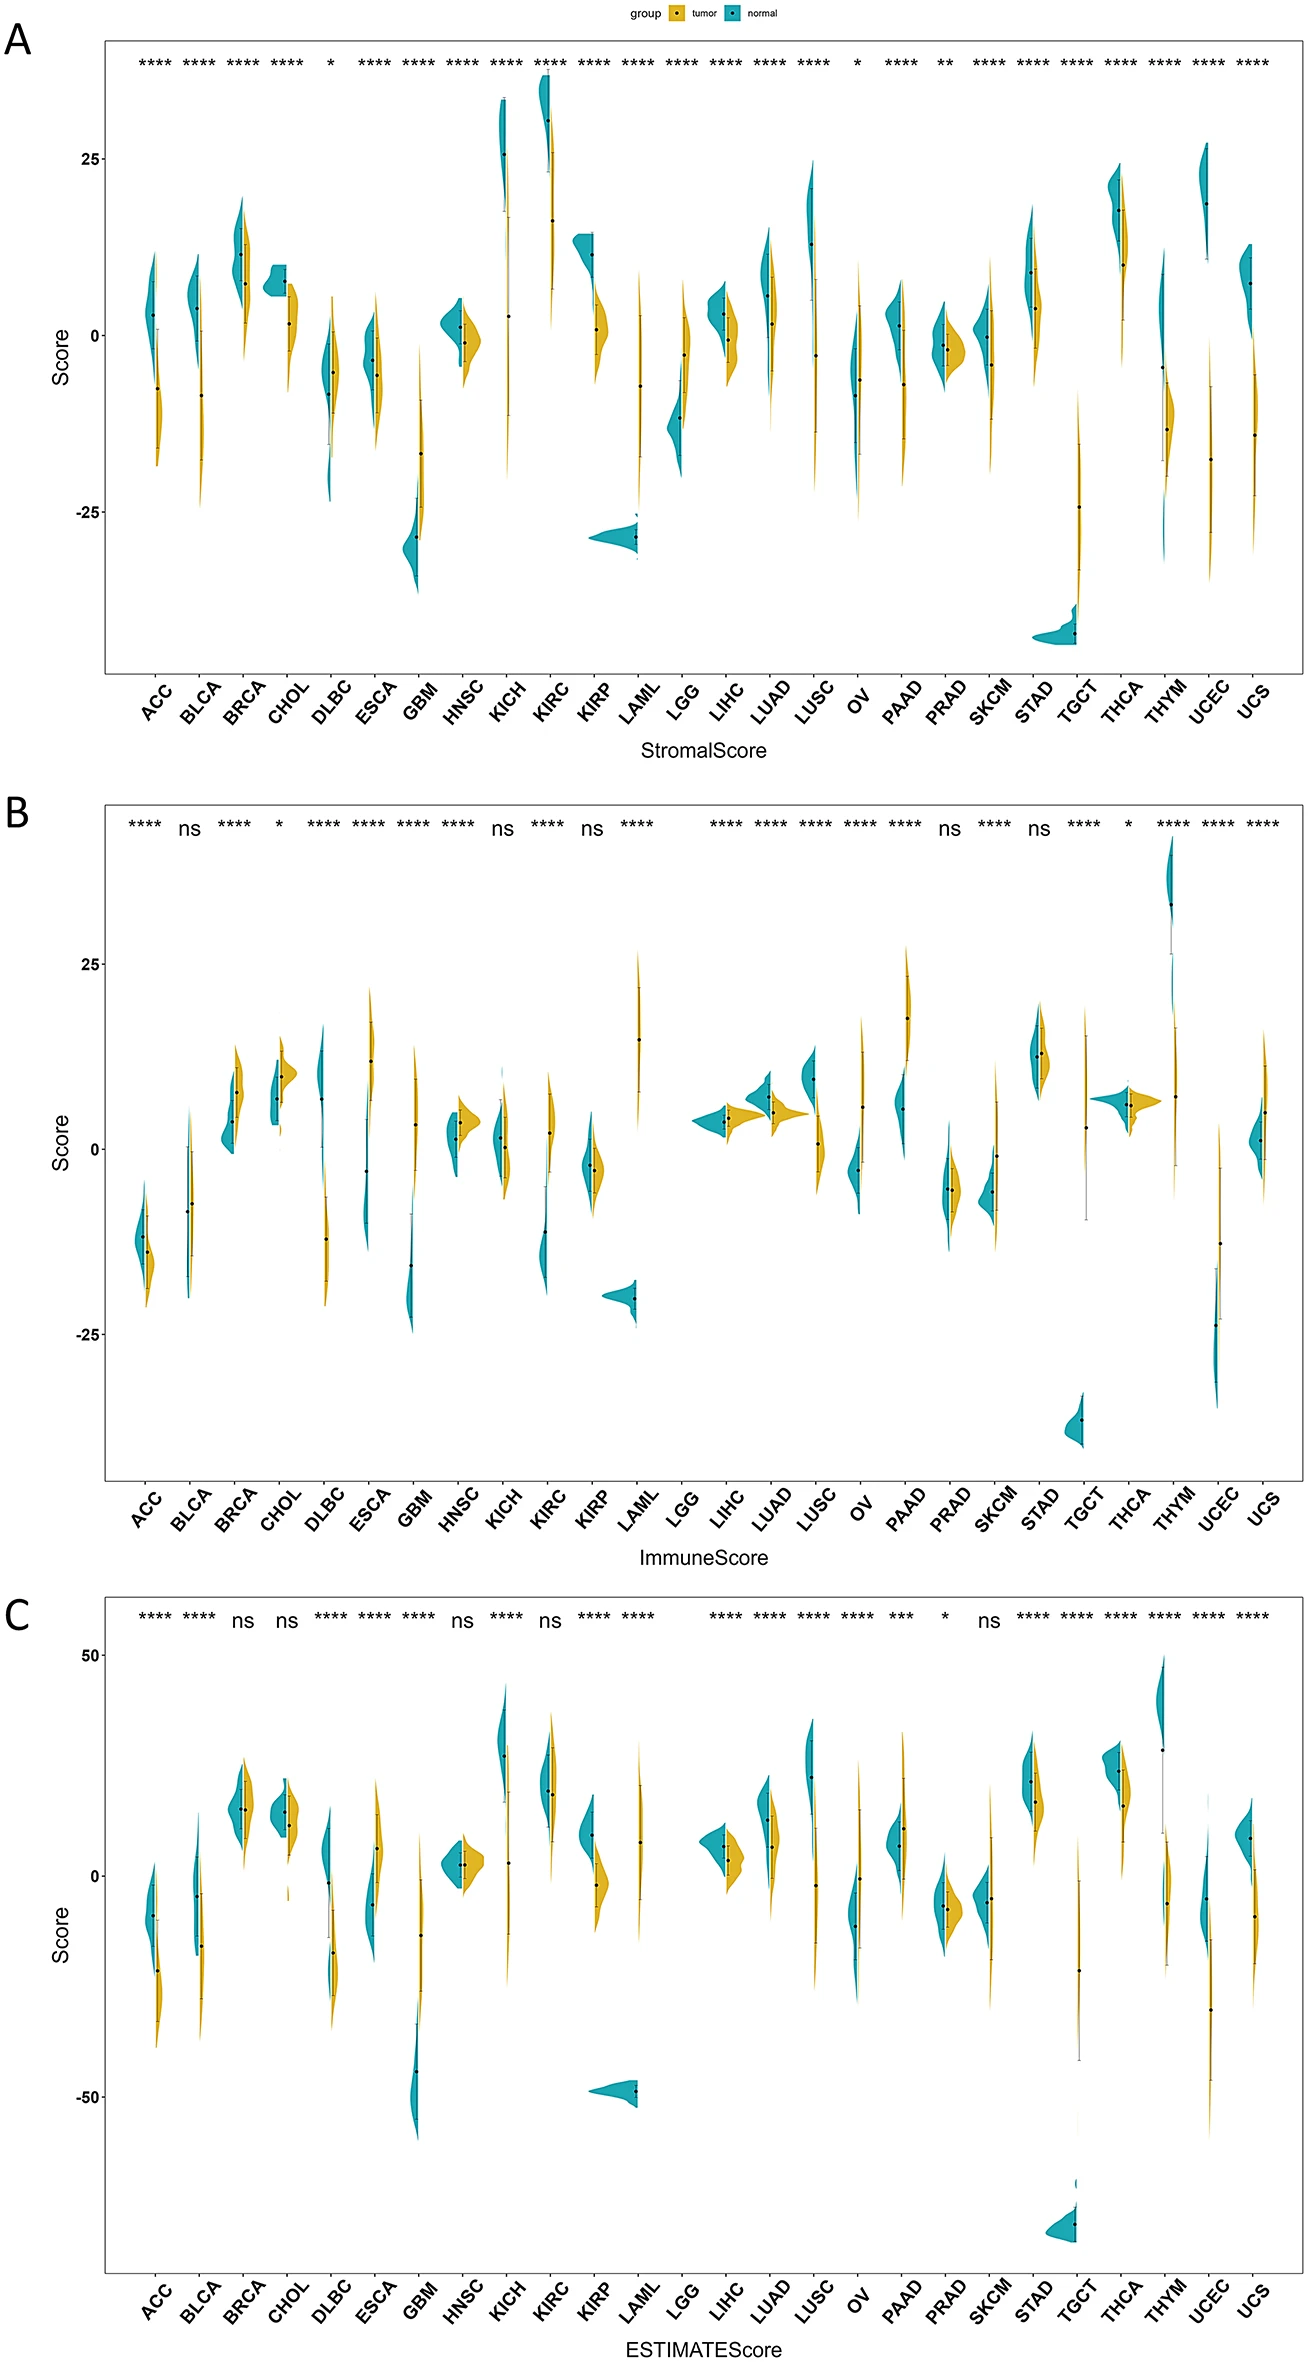 group tumor normal
A
**** **** **** **** * **** **** **** **** **** **** **** **** **** **** **** * **** ** **** **** **** **** **** **** ****
25
0
-25
Score
ACC BLCA BRCA CHOL DLBC ESCA GBM HNSC KICH KIRC KIRP LAML LGG LIHC LUAD LUSC OV PAAD PRAD SKCM STAD TGCT THCA THYM UCEC UCS
StromalScore
B
**** ns **** * **** **** **** **** ns **** ns **** **** **** **** **** **** ns **** ns **** * **** **** ****
25
0
-25
Score
ACC BLCA BRCA CHOL DLBC ESCA GBM HNSC KICH KIRC KIRP LAML LGG LIHC LUAD LUSC OV PAAD PRAD SKCM STAD TGCT THCA THYM UCEC UCS
ImmuneScore
C
**** **** ns ns **** **** **** ns **** ns **** **** **** **** **** **** *** * ns **** **** **** **** **** ****
50
0
-50
Score
ACC BLCA BRCA CHOL DLBC ESCA GBM HNSC KICH KIRC KIRP LAML LGG LIHC LUAD LUSC OV PAAD PRAD SKCM STAD TGCT THCA THYM UCEC UCS
ESTIMATEScore